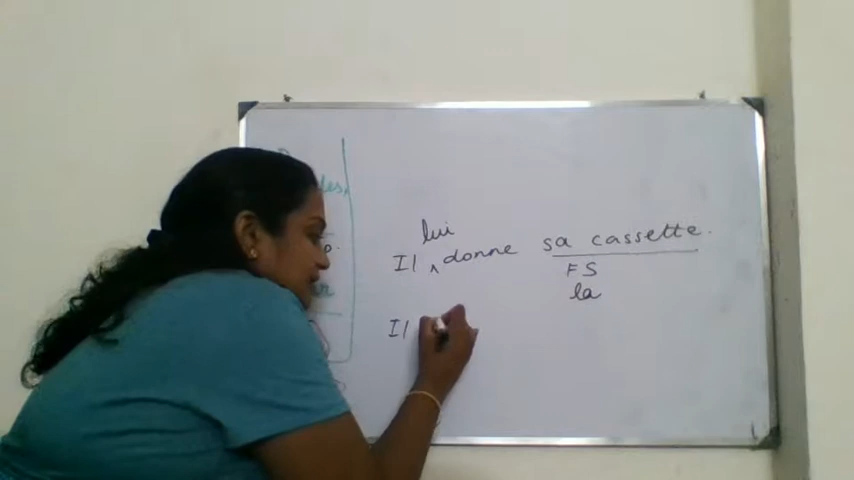 lui
Il ‸ donne sa cassette.
FS
la
Il